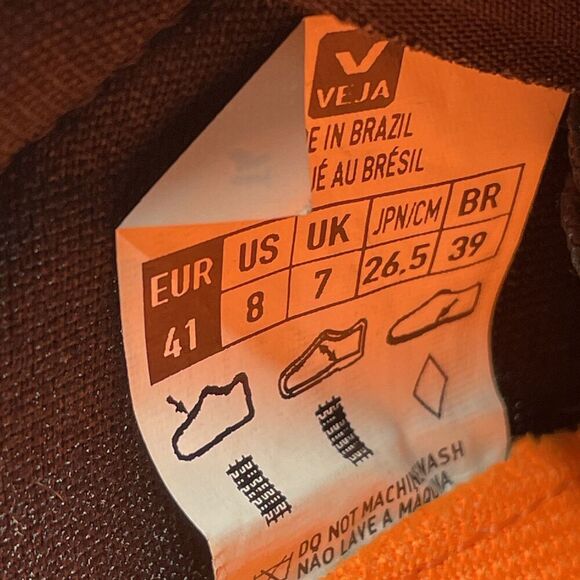 VEJA
E IN BRAZIL
UÉ AU BRÉSIL
EUR US UK JPN/CM BR
41 8 7 26.5 39
DO NOT MACHINE WASH
NÃO LAVE A MÁQUINA